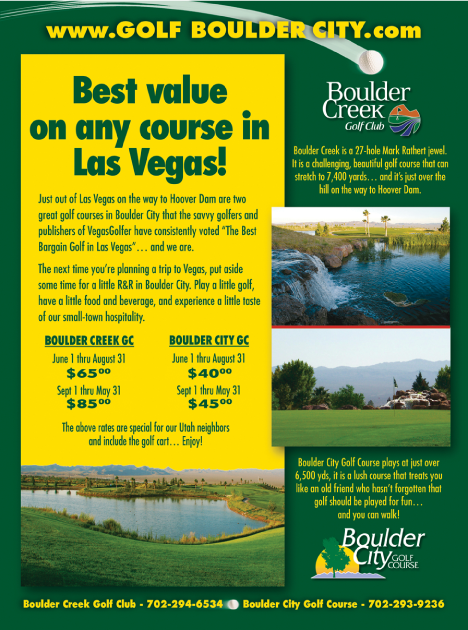 www.GOLF BOULDER CITY.com
Best value
on any course in
Las Vegas!
Just out of Las Vegas on the way to Hoover Dam are two
great golf courses in Boulder City that the savvy golfers and
publishers of VegasGolfer have consistently voted “The Best
Bargain Golf in Las Vegas”… and we are.
The next time you’re planning a trip to Vegas, put aside
some time for a little R&R in Boulder City. Play a little golf,
have a little food and beverage, and experience a little taste
of our small-town hospitality.
BOULDER CREEK GC
June 1 thru August 31
$65⁰⁰
Sept 1 thru May 31
$85⁰⁰
BOULDER CITY GC
June 1 thru August 31
$40⁰⁰
Sept 1 thru May 31
$45⁰⁰
The above rates are special for our Utah neighbors
and include the golf cart… Enjoy!
Boulder
Creek
Golf Club
Boulder Creek is a 27-hole Mark Rathert jewel.
It is a challenging, beautiful golf course that can
stretch to 7,400 yards… and it’s just over the
hill on the way to Hoover Dam.
Boulder City Golf Course plays at just over
6,500 yds, it is a lush course that treats you
like an old friend who hasn’t forgotten that
golf should be played for fun…
and you can walk!
Boulder
City GOLF
COURSE
Boulder Creek Golf Club - 702-294-6534 Boulder City Golf Course - 702-293-9236